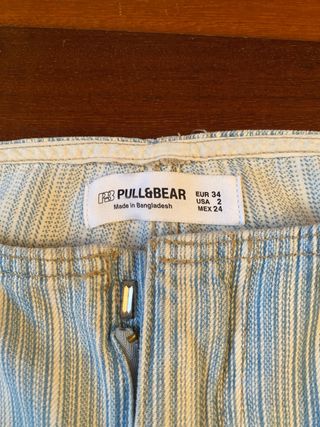 P&B PULL&BEAR
Made in Bangladesh
EUR 34
USA 2
MEX 24